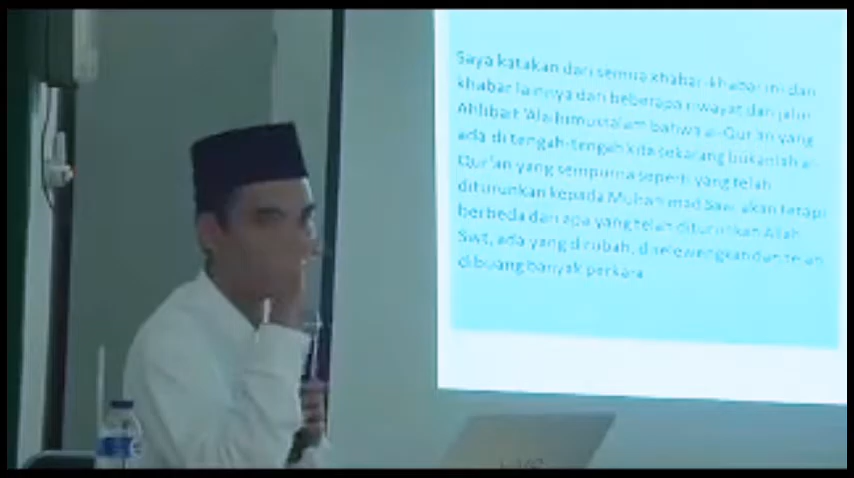 Saya katakan dari semua khabar-khabar ini dan
khabar lainnya dari beberapa riwayat dari jalur
Ahlibait 'Alaihimussalam bahwa al-Qur'an yang
ada di tengah-tengah kita sekarang bukanlah al-
Qur'an yang sempurna seperti yang telah
diturunkan kepada Muhammad Saw. akan tetapi
berbeda dari apa yang telah diturunkan Allah
Swt, ada yang dirubah, diselewengkan dan telah
dibuang banyak perkara